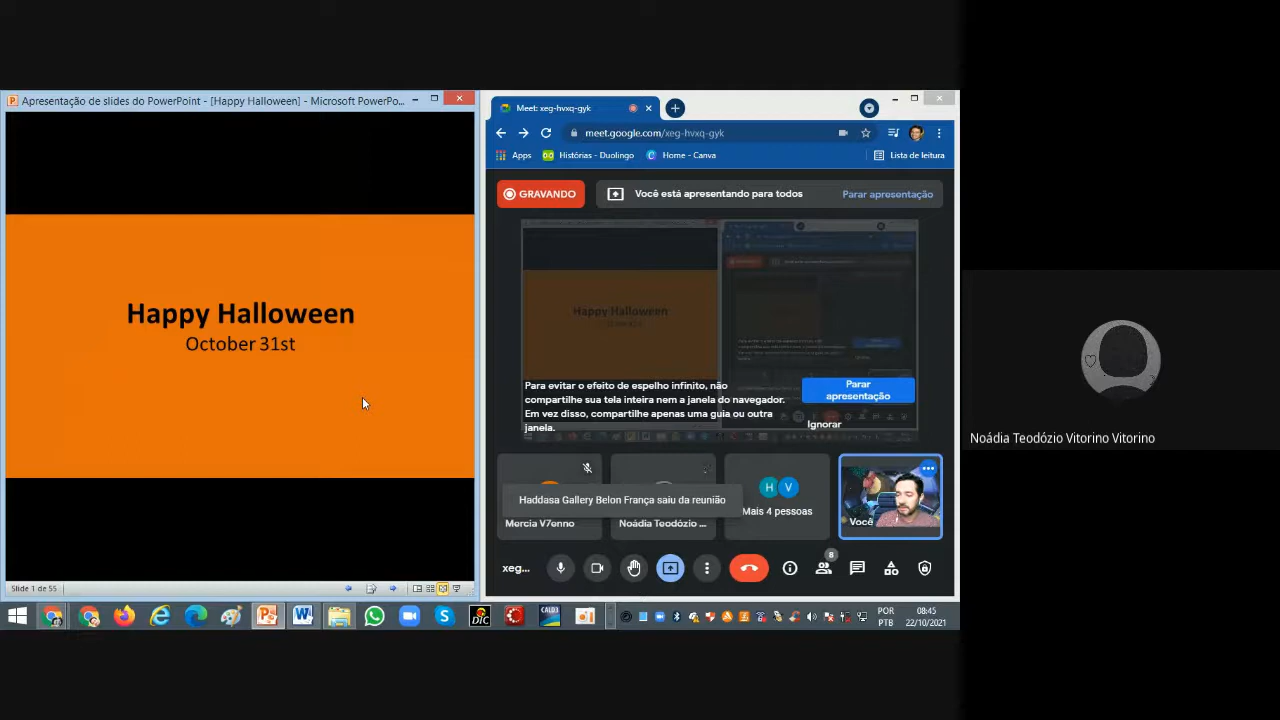 Apresentação de slides do PowerPoint - [Happy Halloween] - Microsoft PowerPo...
Happy Halloween
October 31st
Slide 1 de 55
Meet: xeg-hvxq-gyk
meet.google.com/xeg-hvxq-gyk
Apps
Histórias - Duolingo
Home - Canva
Lista de leitura
GRAVANDO
Você está apresentando para todos
Parar apresentação
Happy Halloween
Para evitar o efeito de espelho infinito, não
compartilhe sua tela inteira nem a janela do navegador.
Em vez disso, compartilhe apenas uma guia ou outra
janela.
Parar
apresentação
Ignorar
Haddasa Gallery Belon França saiu da reunião
Mercia V7enno
Noádia Teodózio ...
H
V
Mais 4 pessoas
Você
xeg...
8
DIC
CALD3
POR
PTB
08:45
22/10/2021
Noádia Teodózio Vitorino Vitorino